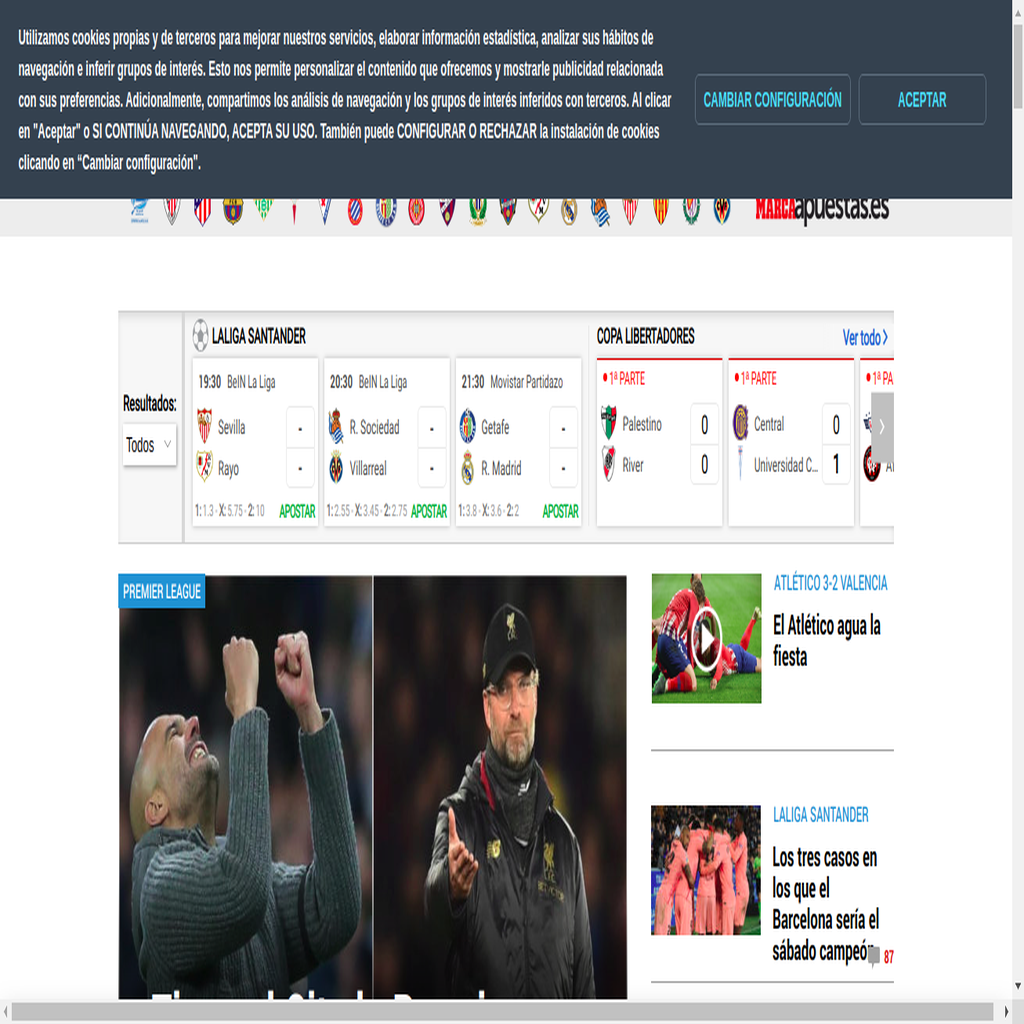 Utilizamos cookies propias y de terceros para mejorar nuestros servicios, elaborar información estadística, analizar sus hábitos de
navegación e inferir grupos de interés. Esto nos permite personalizar el contenido que ofrecemos y mostrarle publicidad relacionada
con sus preferencias. Adicionalmente, compartimos los análisis de navegación y los grupos de interés inferidos con terceros. Al clicar
en "Aceptar" o SI CONTINÚA NAVEGANDO, ACEPTA SU USO. También puede CONFIGURAR O RECHAZAR la instalación de cookies
clicando en “Cambiar configuración”.
CAMBIAR CONFIGURACIÓN
ACEPTAR
MARCAapuestas.es
Resultados:
Todos
LALIGA SANTANDER
19:30 BeIN La Liga
Sevilla -
Rayo -
1: 1.3 - X: 5.75 - 2: 10 APOSTAR
20:30 BeIN La Liga
R. Sociedad -
Villarreal -
1: 2.55 - X: 3.45 - 2: 2.75 APOSTAR
21:30 Movistar Partidazo
Getafe -
R. Madrid -
1: 3.8 - X: 3.6 - 2: 2 APOSTAR
COPA LIBERTADORES
Ver todo
1ª PARTE
Palestino 0
River 0
1ª PARTE
Central 0
Universidad C... 1
1ª PA
PREMIER LEAGUE
ATLÉTICO 3-2 VALENCIA
El Atlético agua la
fiesta
LALIGA SANTANDER
Los tres casos en
los que el
Barcelona sería el
sábado campeón
87